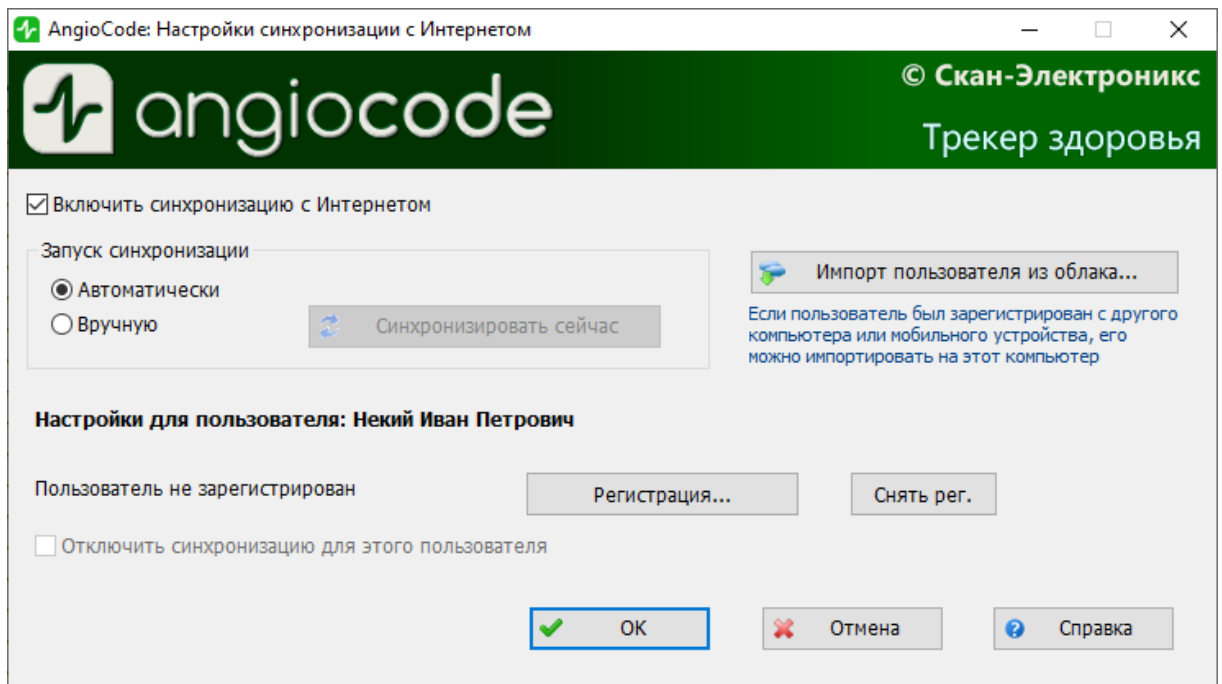 AngioCode: Настройки синхронизации с Интернетом
angiocode
© Скан-Электроникс
Трекер здоровья
Включить синхронизацию с Интернетом
Запуск синхронизации
Автоматически
Вручную
Синхронизировать сейчас
Импорт пользователя из облака...
Если пользователь был зарегистрирован с другого
компьютера или мобильного устройства, его
можно импортировать на этот компьютер
Настройки для пользователя: Некий Иван Петрович
Пользователь не зарегистрирован
Регистрация...
Снять рег.
Отключить синхронизацию для этого пользователя
ОК
Отмена
Справка